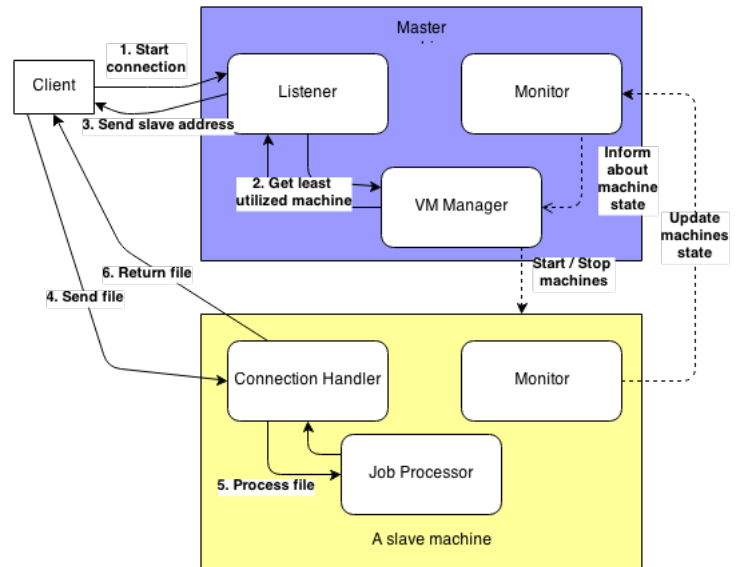 Master
1. Start
connection
Client
Listener
Monitor
3. Send slave address
Inform
about
machine
state
2. Get least
utilized machine
VM Manager
Update
machines
state
6. Return file
Start / Stop
machines
4. Send file
Connection Handler
Monitor
Job Processor
5. Process file
A slave machine